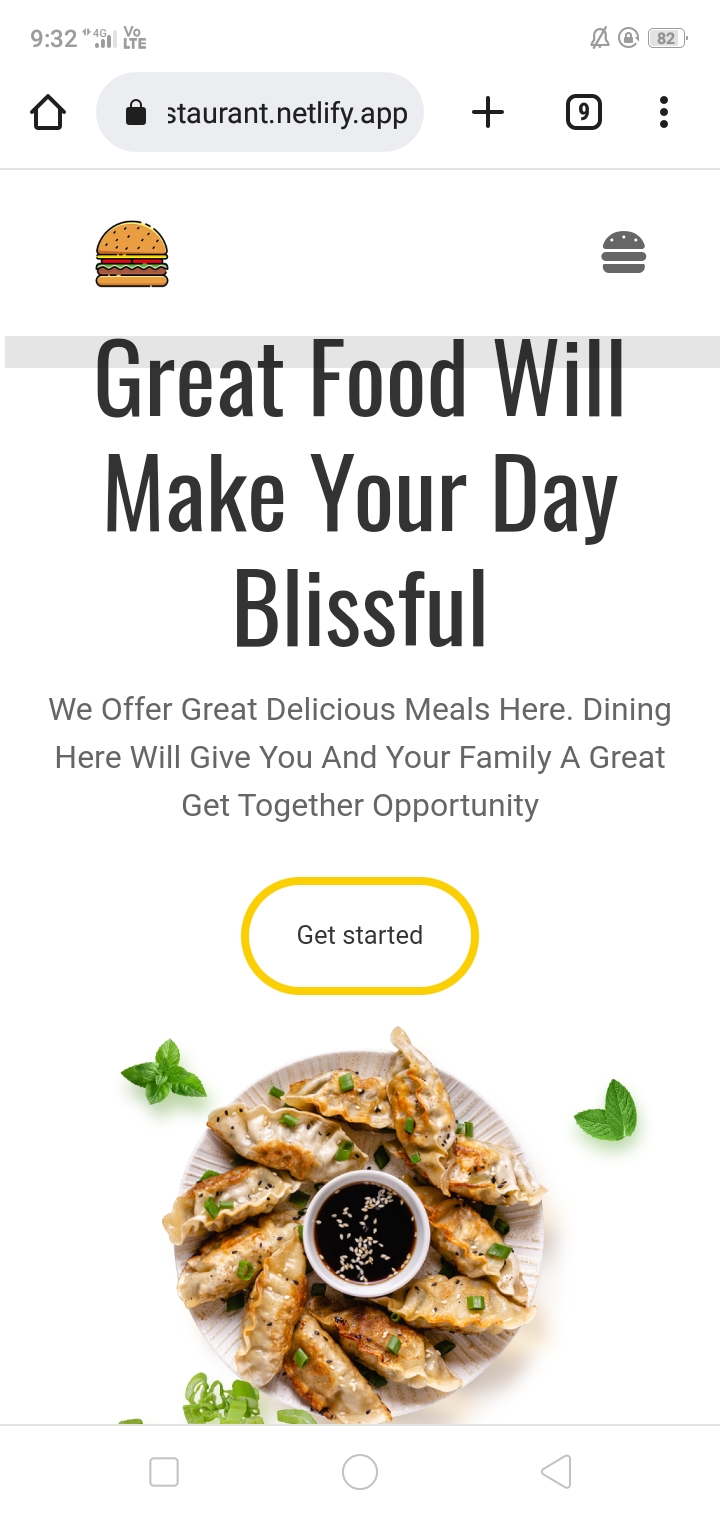 9:32 4G Vo LTE 82
staurant.netlify.app 9
Great Food Will
Make Your Day
Blissful
We Offer Great Delicious Meals Here. Dining
Here Will Give You And Your Family A Great
Get Together Opportunity
Get started